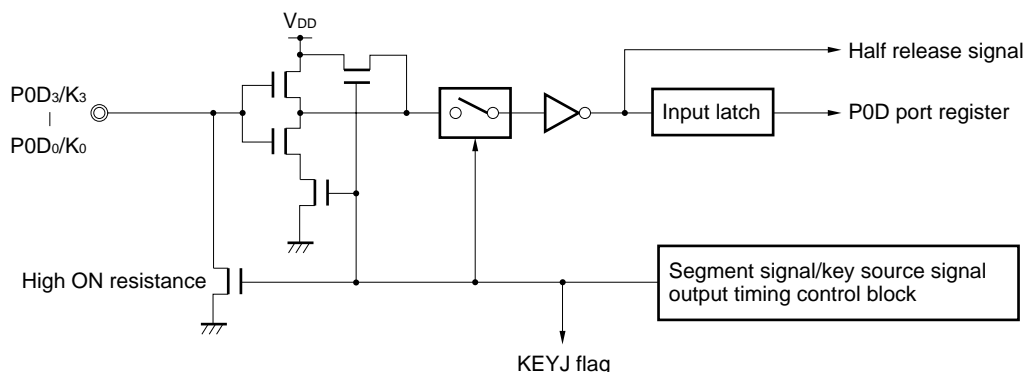 VDD
Half release signal
P0D3/K3
P0D0/K0
Input latch
P0D port register
High ON resistance
Segment signal/key source signal
output timing control block
KEYJ flag